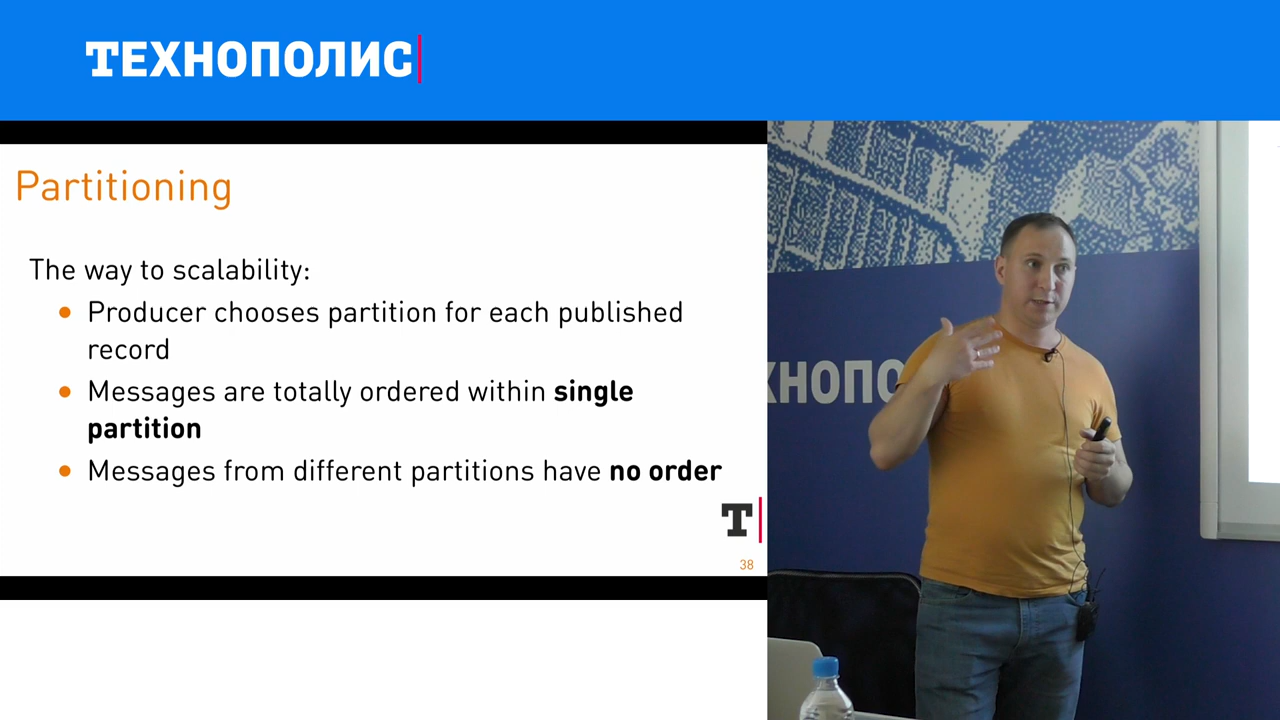 ТЕХНОПОЛИС
Partitioning
The way to scalability:
Producer chooses partition for each published
record
Messages are totally ordered within single
partition
Messages from different partitions have no order
T
38
ХНОПО